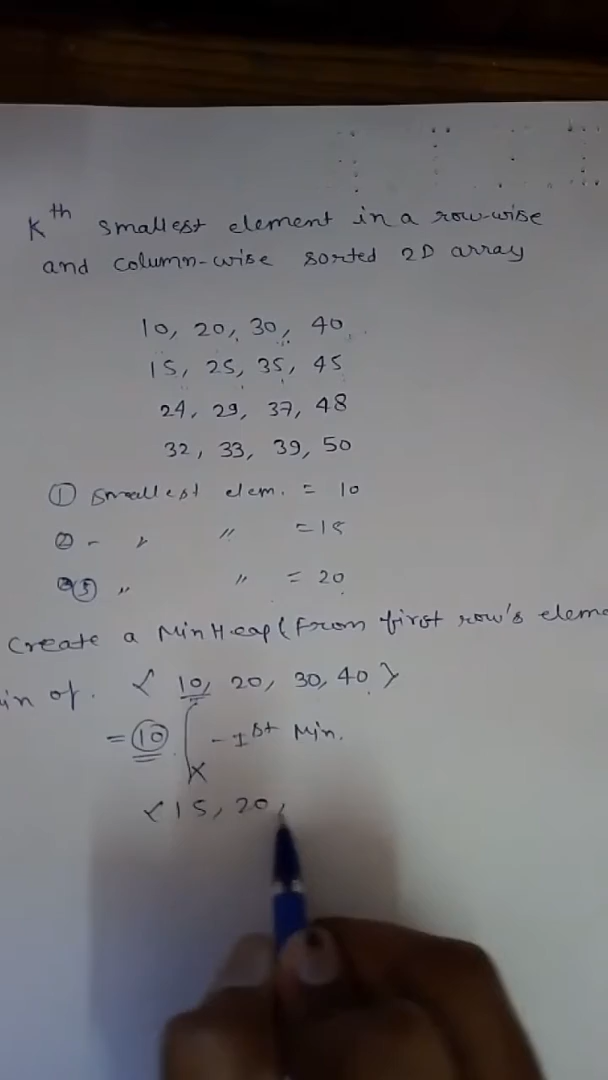 Kth smallest element in a row-wise
and column-wise sorted 2D array
10, 20, 30, 40
15, 25, 35, 45
24, 29, 37, 48
32, 33, 39, 50
① smallest elem. = 10
② - " " = 15
③ " " = 20
Create a MinHeap (From first row's eleme
in of. < 10, 20, 30, 40 >
= 10 - 1st Min.
< 15, 20,